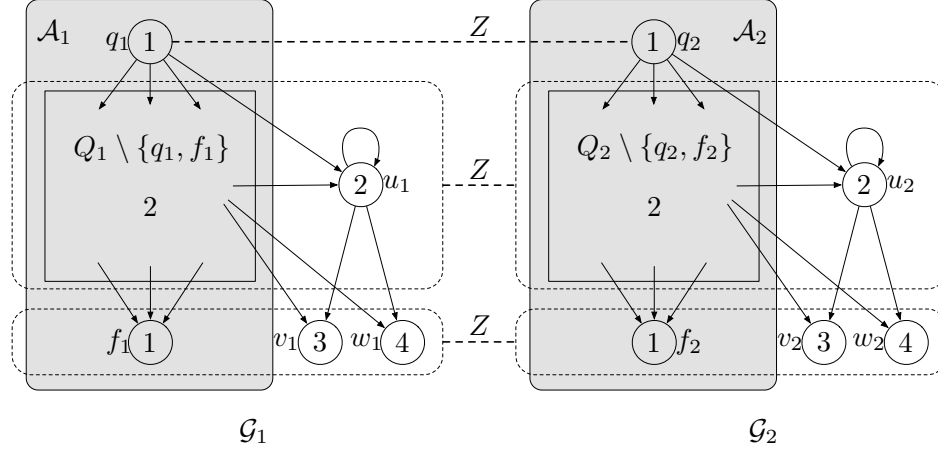 𝒜₁ q₁ 1 Z 1 q₂ 𝒜₂
Q₁ \ {q₁, f₁} 2 u₁ Z Q₂ \ {q₂, f₂} 2 u₂
2 2
f₁ 1 v₁ 3 w₁ 4 Z 1 f₂ v₂ 3 w₂ 4
𝒢₁ 𝒢₂